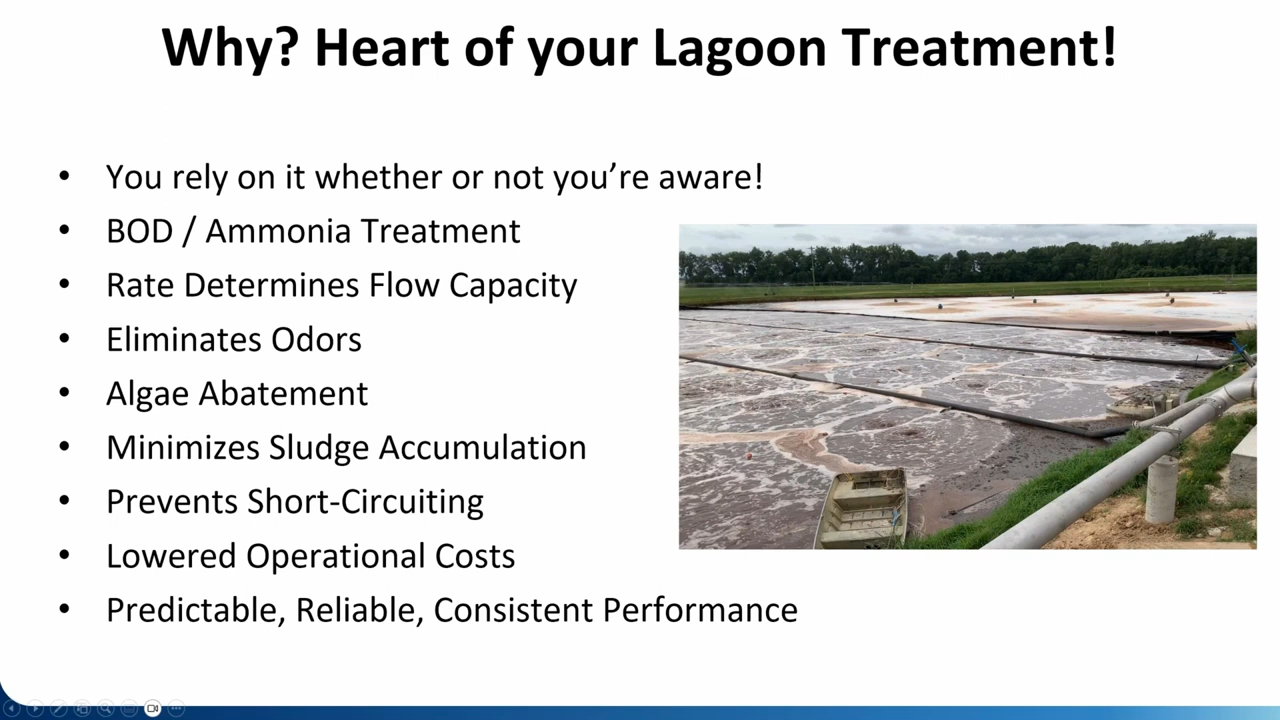 Why? Heart of your Lagoon Treatment!
• You rely on it whether or not you’re aware!
• BOD / Ammonia Treatment
• Rate Determines Flow Capacity
• Eliminates Odors
• Algae Abatement
• Minimizes Sludge Accumulation
• Prevents Short-Circuiting
• Lowered Operational Costs
• Predictable, Reliable, Consistent Performance